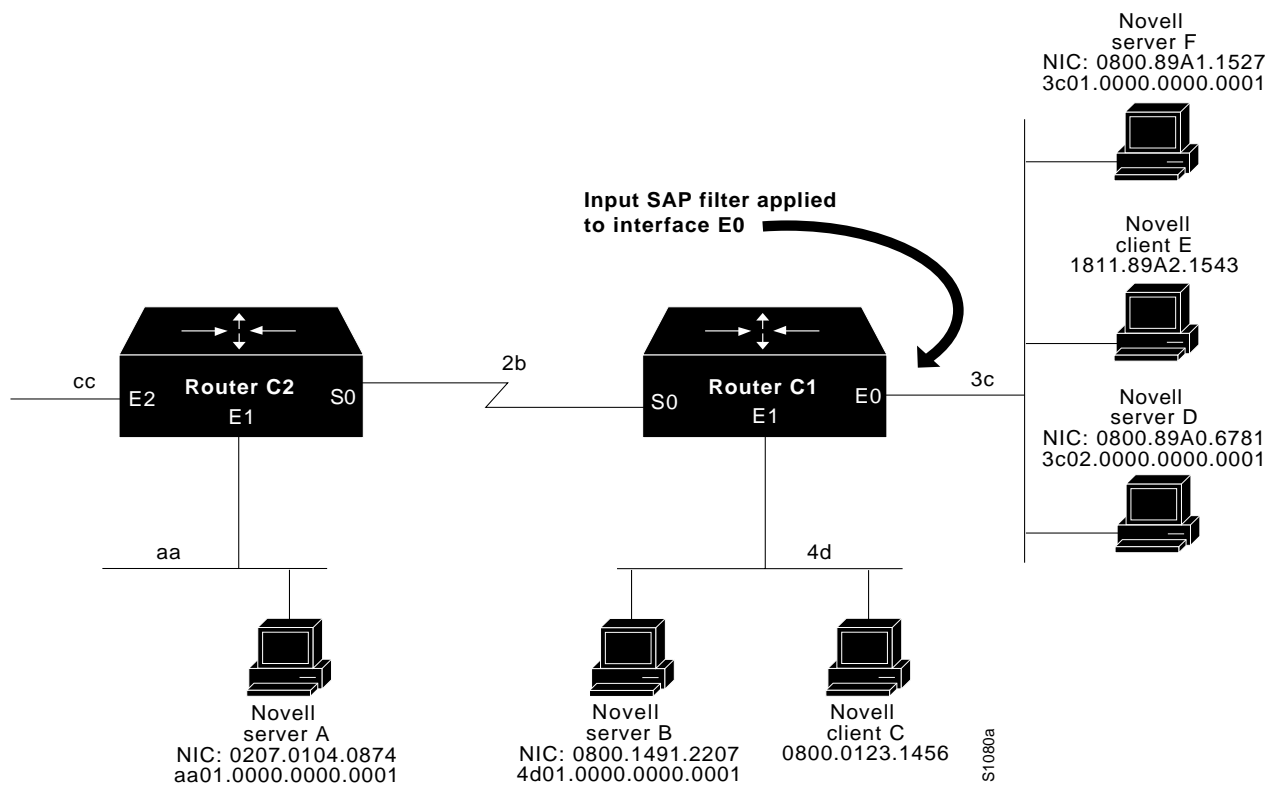 Novell
server F
NIC: 0800.89A1.1527
3c01.0000.0000.0001
Input SAP filter applied
to interface E0
Novell
client E
1811.89A2.1543
cc
E2
Router C2
E1
S0
2b
S0
Router C1
E1
E0
3c
Novell
server D
NIC: 0800.89A0.6781
3c02.0000.0000.0001
aa
4d
Novell
server A
NIC: 0207.0104.0874
aa01.0000.0000.0001
Novell
server B
NIC: 0800.1491.2207
4d01.0000.0000.0001
Novell
client C
0800.0123.1456
S1080a